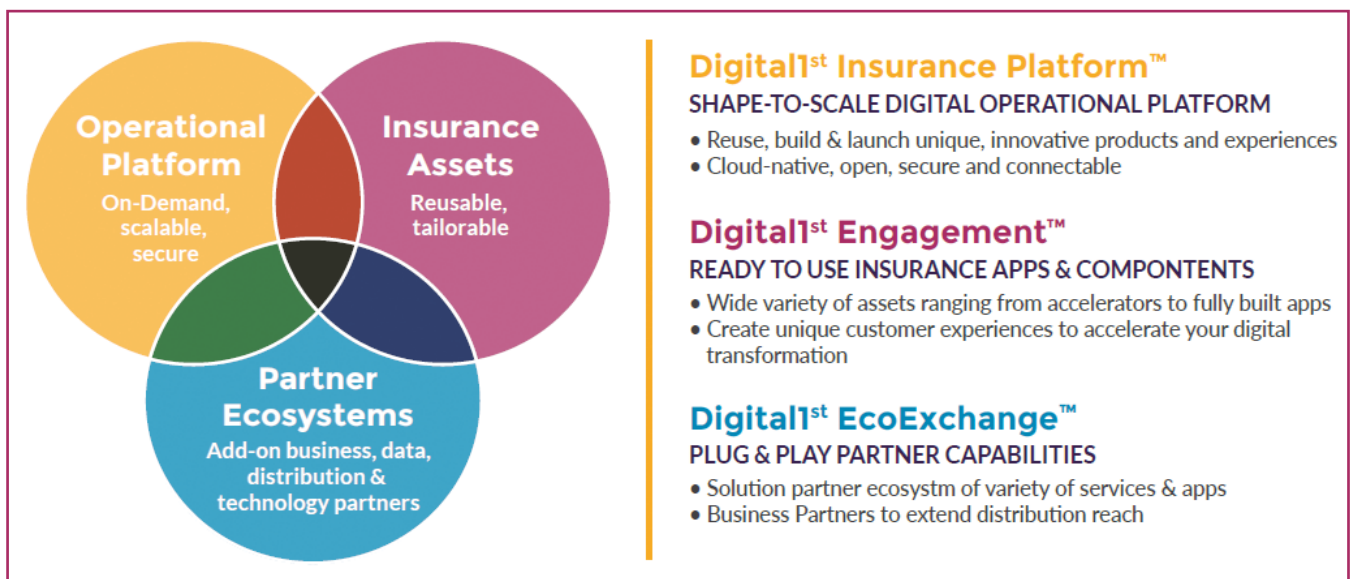 Operational
Platform
On-Demand,
scalable,
secure
Insurance
Assets
Reusable,
tailorable
Partner
Ecosystems
Add-on business, data,
distribution &
technology partners
Digital1st Insurance Platform™
SHAPE-TO-SCALE DIGITAL OPERATIONAL PLATFORM
• Reuse, build & launch unique, innovative products and experiences
• Cloud-native, open, secure and connectable
Digital1st Engagement™
READY TO USE INSURANCE APPS & COMPONTENTS
• Wide variety of assets ranging from accelerators to fully built apps
• Create unique customer experiences to accelerate your digital
transformation
Digital1st EcoExchange™
PLUG & PLAY PARTNER CAPABILITIES
• Solution partner ecosystm of variety of services & apps
• Business Partners to extend distribution reach